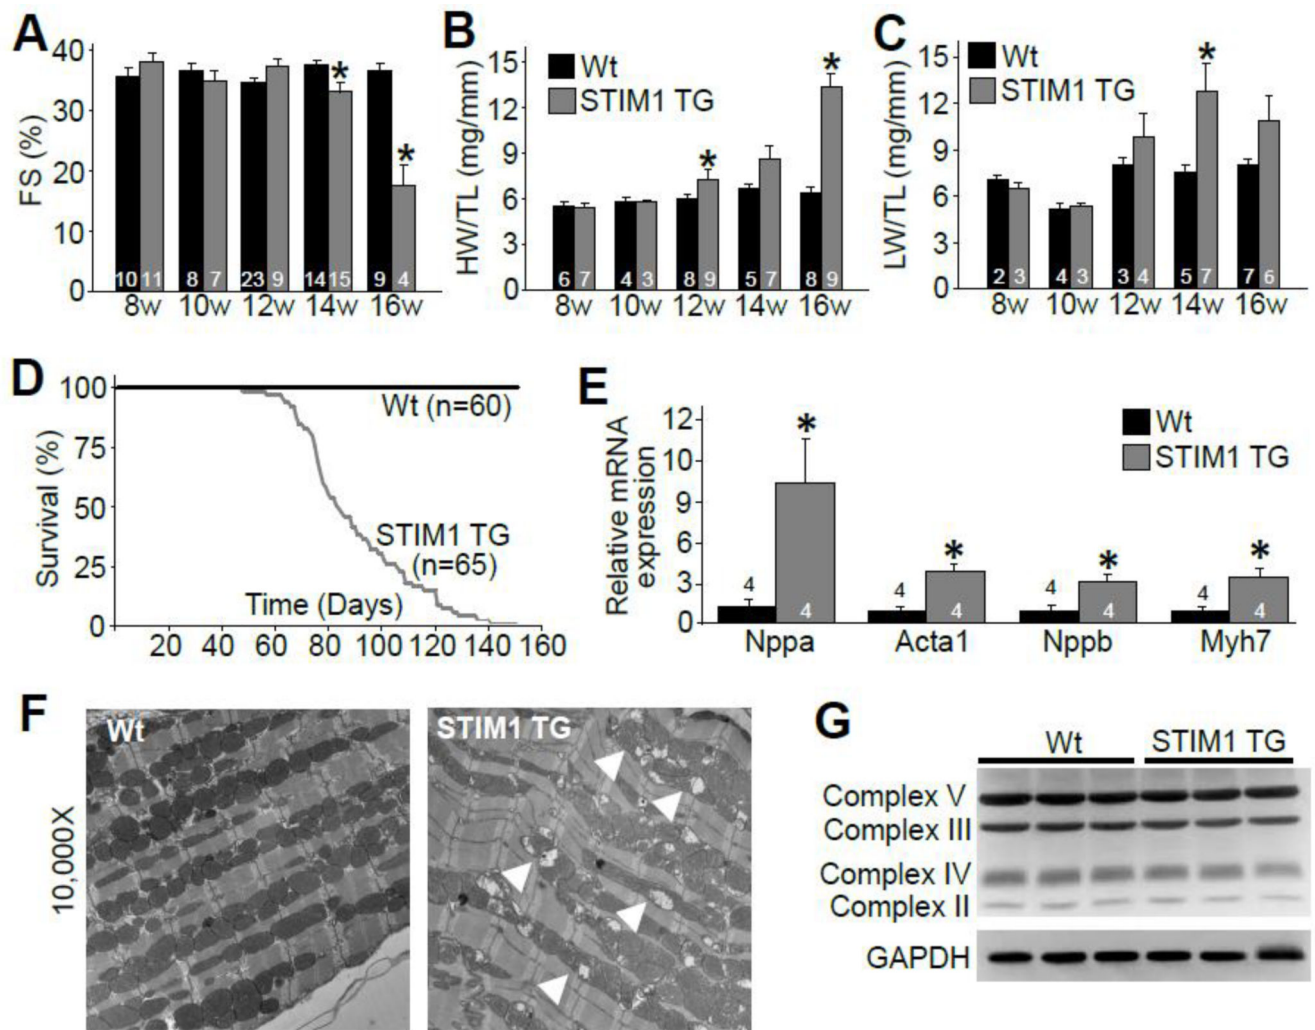 A
FS (%)
40
30
20
10
0
*
*
10 11 8 7 23 9 14 15 9 4
8w 10w 12w 14w 16w
B
HW/TL (mg/mm)
15
12
9
6
3
0
Wt
STIM1 TG
*
*
6 7 4 3 8 9 5 7 8 9
8w 10w 12w 14w 16w
C
LW/TL (mg/mm)
15
12
9
6
3
0
Wt
STIM1 TG
*
2 3 4 3 3 4 5 7 7 6
8w 10w 12w 14w 16w
D
Survival (%)
100
75
50
25
0
Wt (n=60)
STIM1 TG
(n=65)
Time (Days)
20 40 60 80 100 120 140 160
E
Relative mRNA
expression
12
10
9
6
3
0
Wt
STIM1 TG
* * * *
4 4 4 4
4 4 4 4
Nppa Acta1 Nppb Myh7
F
10,000X
Wt
STIM1 TG
G
Wt STIM1 TG
Complex V
Complex III
Complex IV
Complex II
GAPDH